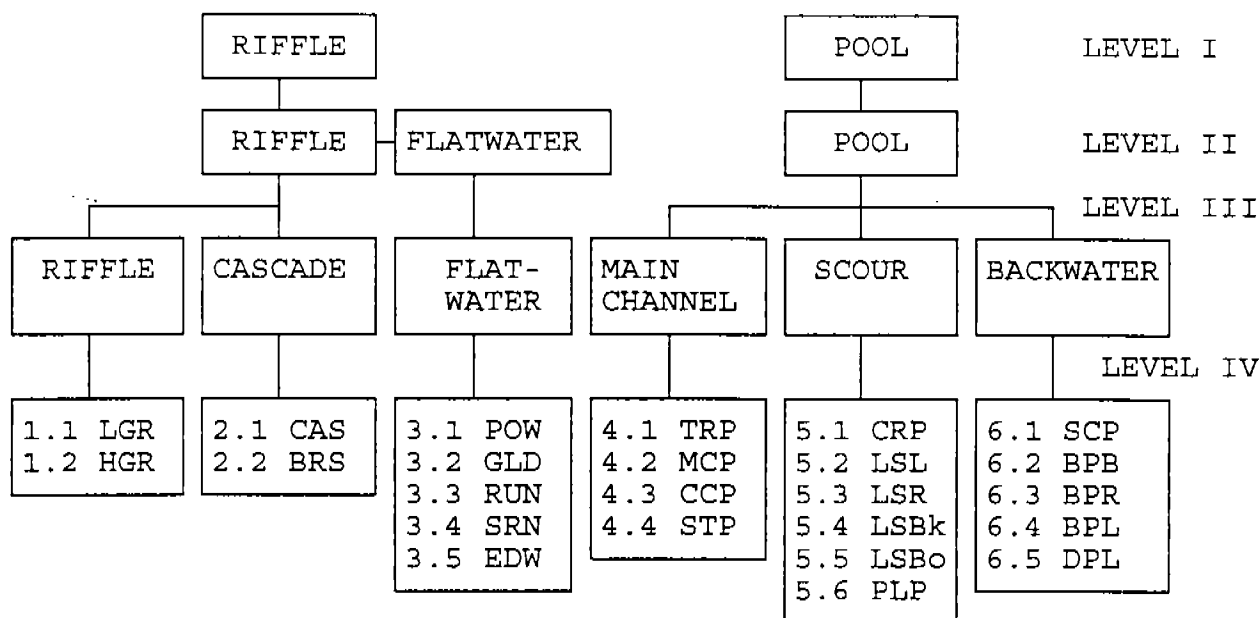 RIFFLE
POOL
LEVEL I
RIFFLE
FLATWATER
POOL
LEVEL II
LEVEL III
RIFFLE
CASCADE
FLAT-
WATER
MAIN
CHANNEL
SCOUR
BACKWATER
LEVEL IV
1.1 LGR
1.2 HGR
2.1 CAS
2.2 BRS
3.1 POW
3.2 GLD
3.3 RUN
3.4 SRN
3.5 EDW
4.1 TRP
4.2 MCP
4.3 CCP
4.4 STP
5.1 CRP
5.2 LSL
5.3 LSR
5.4 LSBk
5.5 LSBo
5.6 PLP
6.1 SCP
6.2 BPB
6.3 BPR
6.4 BPL
6.5 DPL